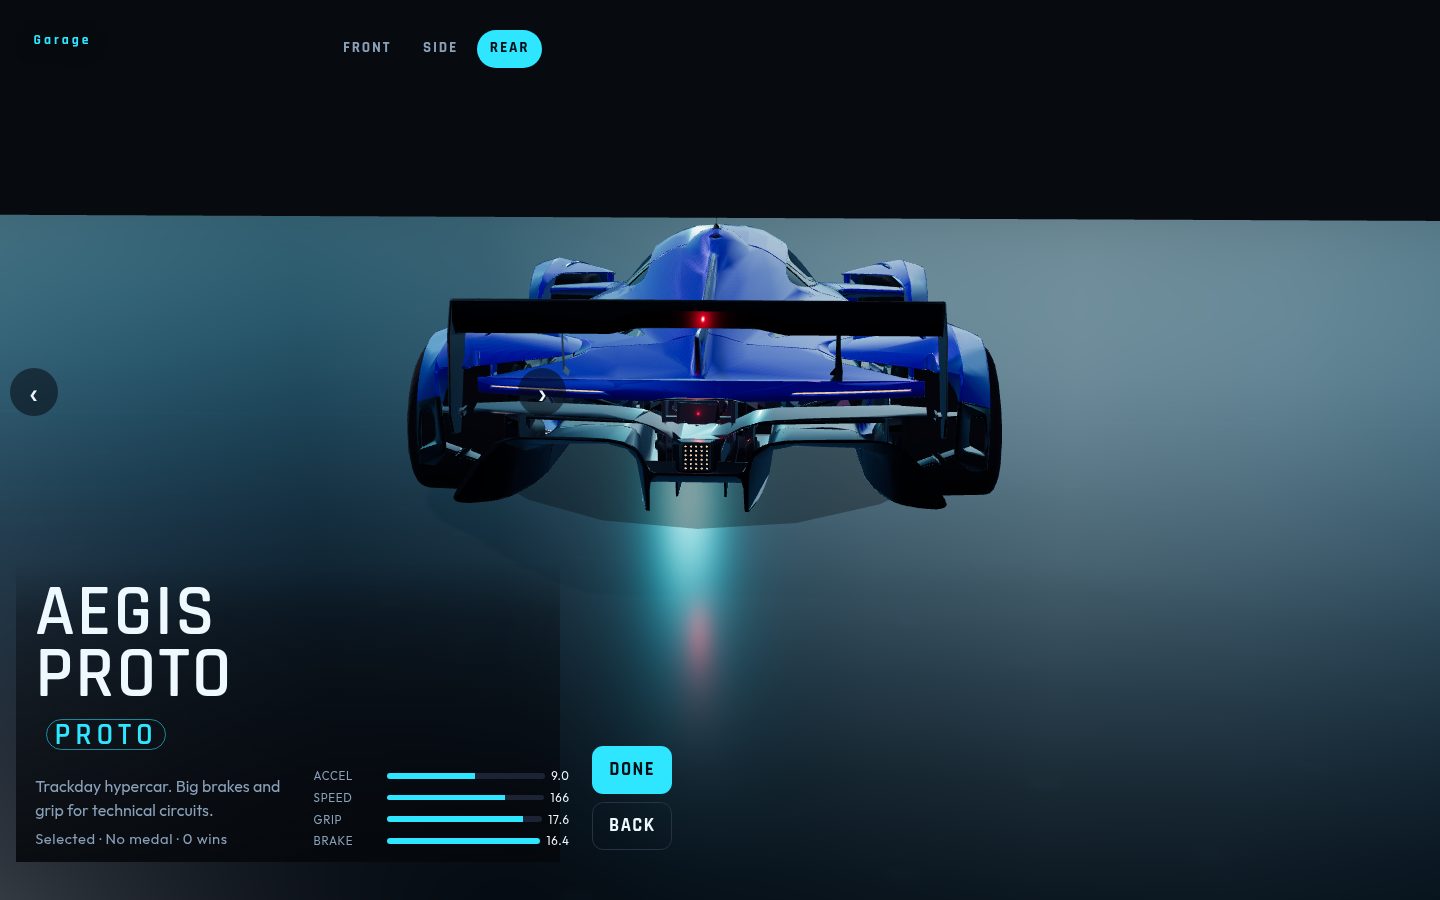 Garage
FRONT SIDE REAR
‹
›
AEGIS
PROTO
PROTO
Trackday hypercar. Big brakes and
grip for technical circuits.
Selected · No medal · 0 wins
ACCEL 9.0
SPEED 166
GRIP 17.6
BRAKE 16.4
DONE
BACK